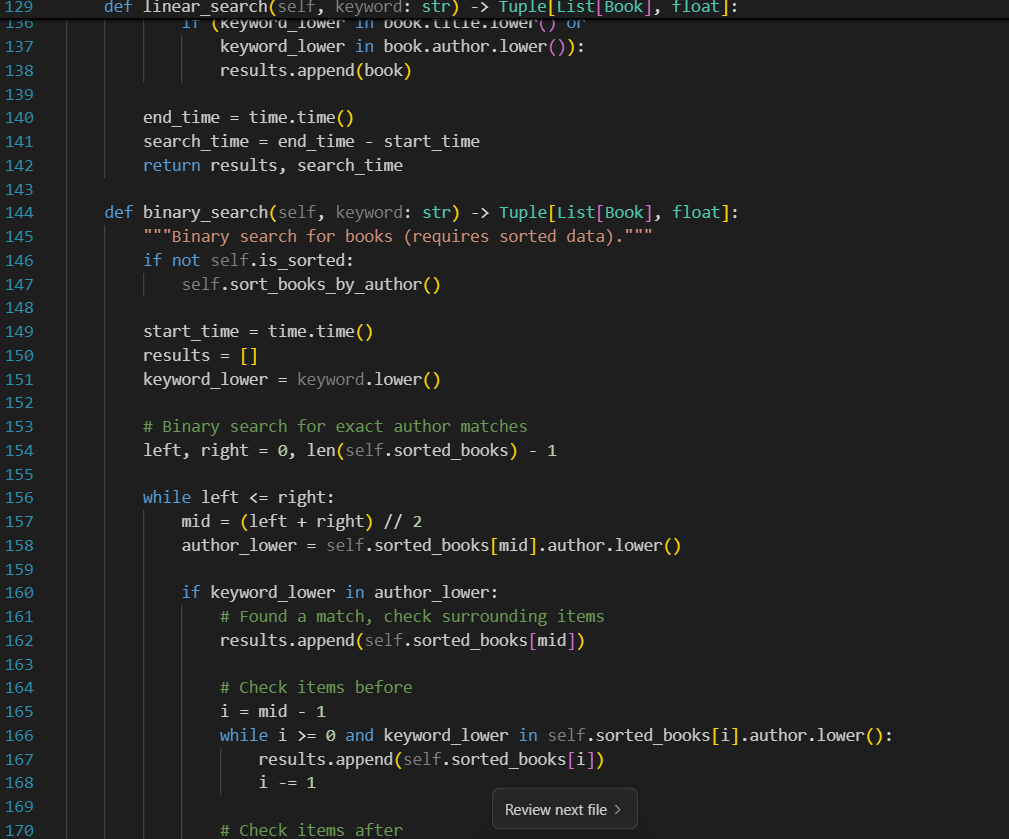 129 def linear_search(self, keyword: str) -> Tuple[List[Book], float]:
136 if (keyword_lower in book.title.lower() or
137 keyword_lower in book.author.lower()):
138 results.append(book)
139
140 end_time = time.time()
141 search_time = end_time - start_time
142 return results, search_time
143
144 def binary_search(self, keyword: str) -> Tuple[List[Book], float]:
145 """Binary search for books (requires sorted data)."""
146 if not self.is_sorted:
147 self.sort_books_by_author()
148
149 start_time = time.time()
150 results = []
151 keyword_lower = keyword.lower()
152
153 # Binary search for exact author matches
154 left, right = 0, len(self.sorted_books) - 1
155
156 while left <= right:
157 mid = (left + right) // 2
158 author_lower = self.sorted_books[mid].author.lower()
159
160 if keyword_lower in author_lower:
161 # Found a match, check surrounding items
162 results.append(self.sorted_books[mid])
163
164 # Check items before
165 i = mid - 1
166 while i >= 0 and keyword_lower in self.sorted_books[i].author.lower():
167 results.append(self.sorted_books[i])
168 i -= 1
169
Review next file >
170 # Check items after